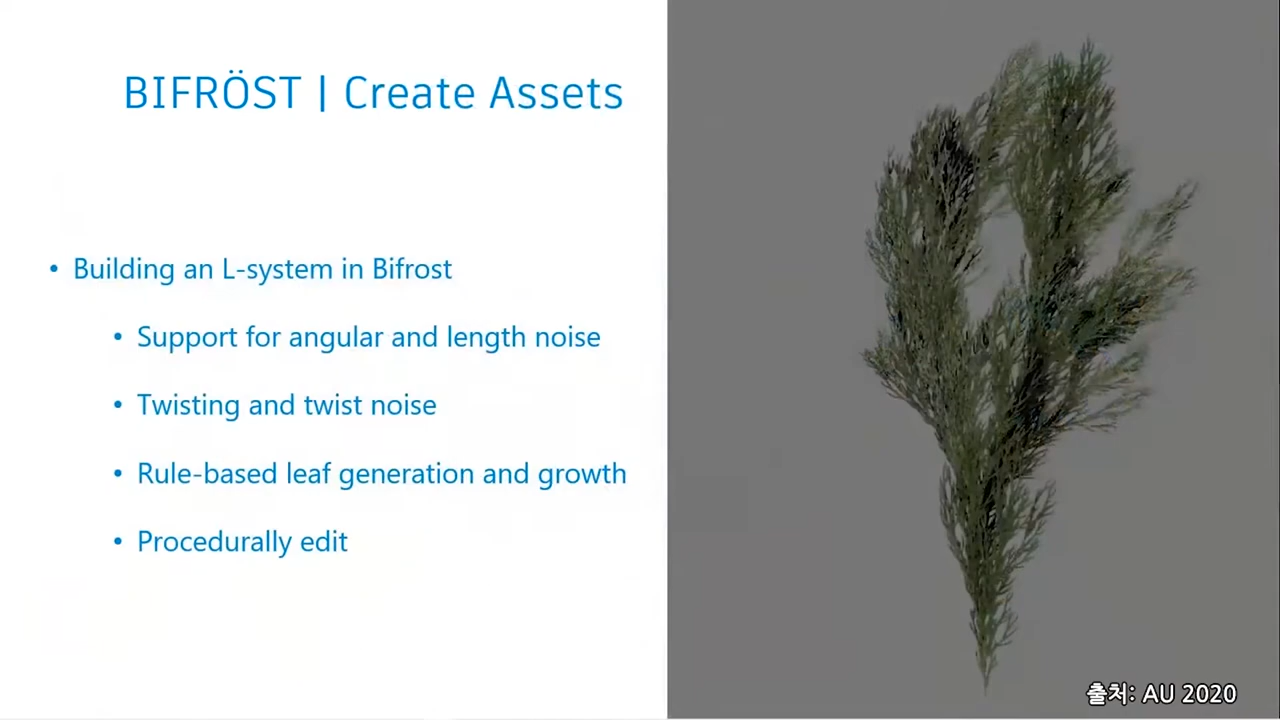 BIFRÖST | Create Assets
• Building an L-system in Bifrost
• Support for angular and length noise
• Twisting and twist noise
• Rule-based leaf generation and growth
• Procedurally edit
출처: AU 2020